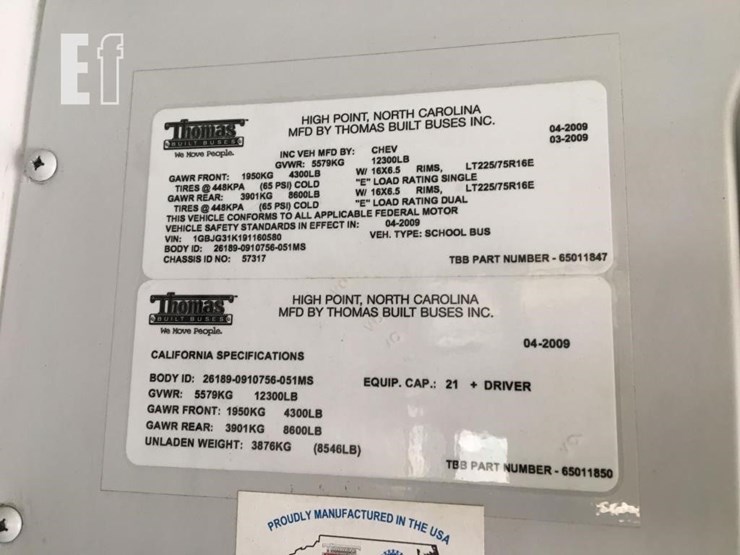 Ef
Thomas
BUILT BUSES
We Move People.
HIGH POINT, NORTH CAROLINA
MFD BY THOMAS BUILT BUSES INC.
04-2009
03-2009
INC VEH MFD BY: CHEV
GVWR: 5579KG 12300LB
GAWR FRONT: 1950KG 4300LB W/ 16X6.5 RIMS, LT225/75R16E
TIRES @ 448KPA (65 PSI) COLD "E" LOAD RATING SINGLE
GAWR REAR: 3901KG 8600LB W/ 16X6.5 RIMS, LT225/75R16E
TIRES @ 448KPA (65 PSI) COLD "E" LOAD RATING DUAL
THIS VEHICLE CONFORMS TO ALL APPLICABLE FEDERAL MOTOR
VEHICLE SAFETY STANDARDS IN EFFECT IN: 04-2009
VIN: 1GBJG31K191160580 VEH. TYPE: SCHOOL BUS
BODY ID: 26189-0910756-051MS
CHASSIS ID NO: 57317 TBB PART NUMBER - 65011847
Thomas
BUILT BUSES
We Move People.
HIGH POINT, NORTH CAROLINA
MFD BY THOMAS BUILT BUSES INC.
04-2009
CALIFORNIA SPECIFICATIONS
BODY ID: 26189-0910756-051MS EQUIP. CAP.: 21 + DRIVER
GVWR: 5579KG 12300LB
GAWR FRONT: 1950KG 4300LB
GAWR REAR: 3901KG 8600LB
UNLADEN WEIGHT: 3876KG (8546LB)
TBB PART NUMBER - 65011850
PROUDLY MANUFACTURED IN THE USA